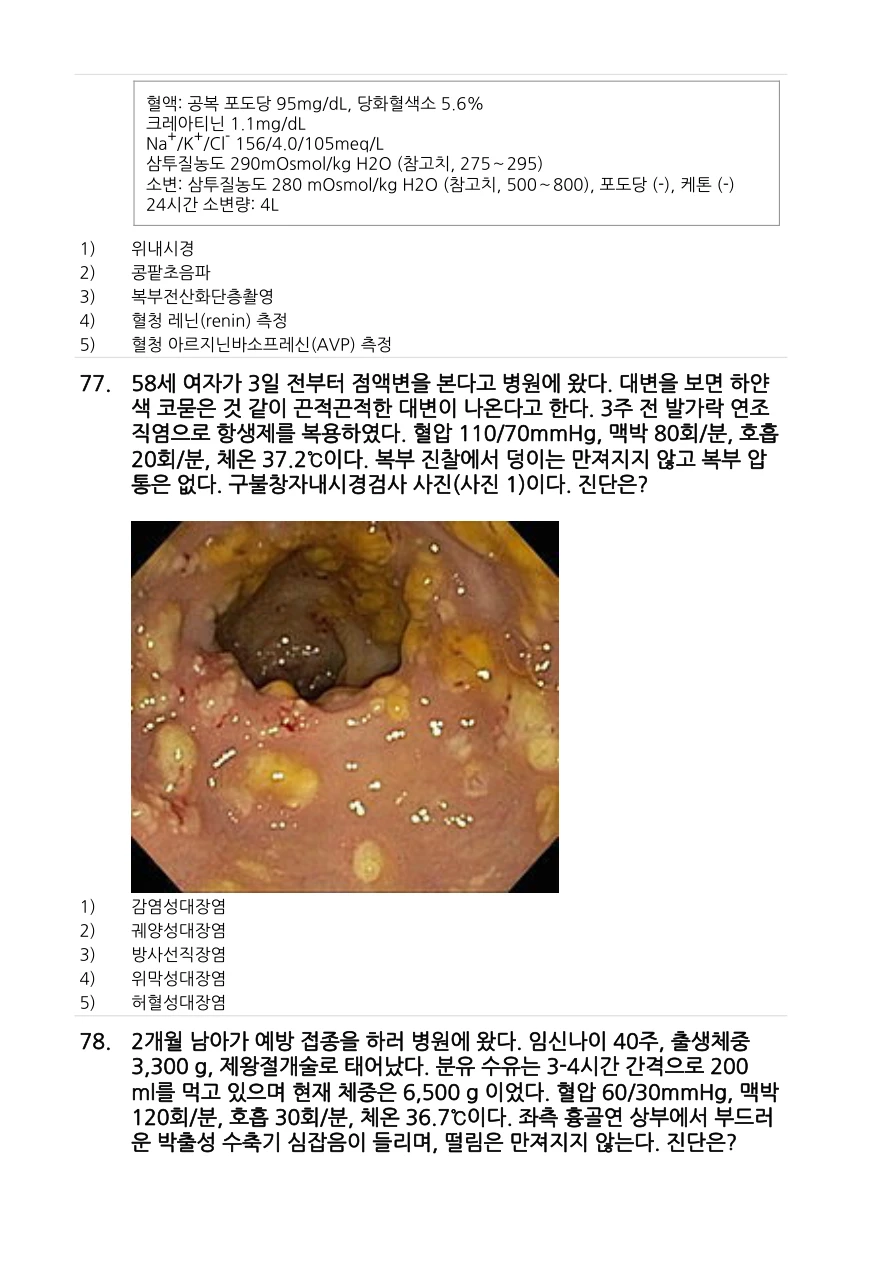 혈액: 공복 포도당 95mg/dL, 당화혈색소 5.6%
크레아티닌 1.1mg/dL
Na+/K+/Cl- 156/4.0/105meq/L
삼투질농도 290mOsmol/kg H2O (참고치, 275~295)
소변: 삼투질농도 280 mOsmol/kg H2O (참고치, 500~800), 포도당 (-), 케톤 (-)
24시간 소변량: 4L
1) 위내시경
2) 콩팥초음파
3) 복부전산화단층촬영
4) 혈청 레닌(renin) 측정
5) 혈청 아르지닌바소프레신(AVP) 측정
77. 58세 여자가 3일 전부터 점액변을 본다고 병원에 왔다. 대변을 보면 하얀
색 코묻은 것 같이 끈적끈적한 대변이 나온다고 한다. 3주 전 발가락 연조
직염으로 항생제를 복용하였다. 혈압 110/70mmHg, 맥박 80회/분, 호흡
20회/분, 체온 37.2℃이다. 복부 진찰에서 덩이는 만져지지 않고 복부 압
통은 없다. 구불창자내시경검사 사진(사진 1)이다. 진단은?
1) 감염성대장염
2) 궤양성대장염
3) 방사선직장염
4) 위막성대장염
5) 허혈성대장염
78. 2개월 남아가 예방 접종을 하러 병원에 왔다. 임신나이 40주, 출생체중
3,300 g, 제왕절개술로 태어났다. 분유 수유는 3-4시간 간격으로 200
ml를 먹고 있으며 현재 체중은 6,500 g 이었다. 혈압 60/30mmHg, 맥박
120회/분, 호흡 30회/분, 체온 36.7℃이다. 좌측 흉골연 상부에서 부드러
운 박출성 수축기 심잡음이 들리며, 떨림은 만져지지 않는다. 진단은?